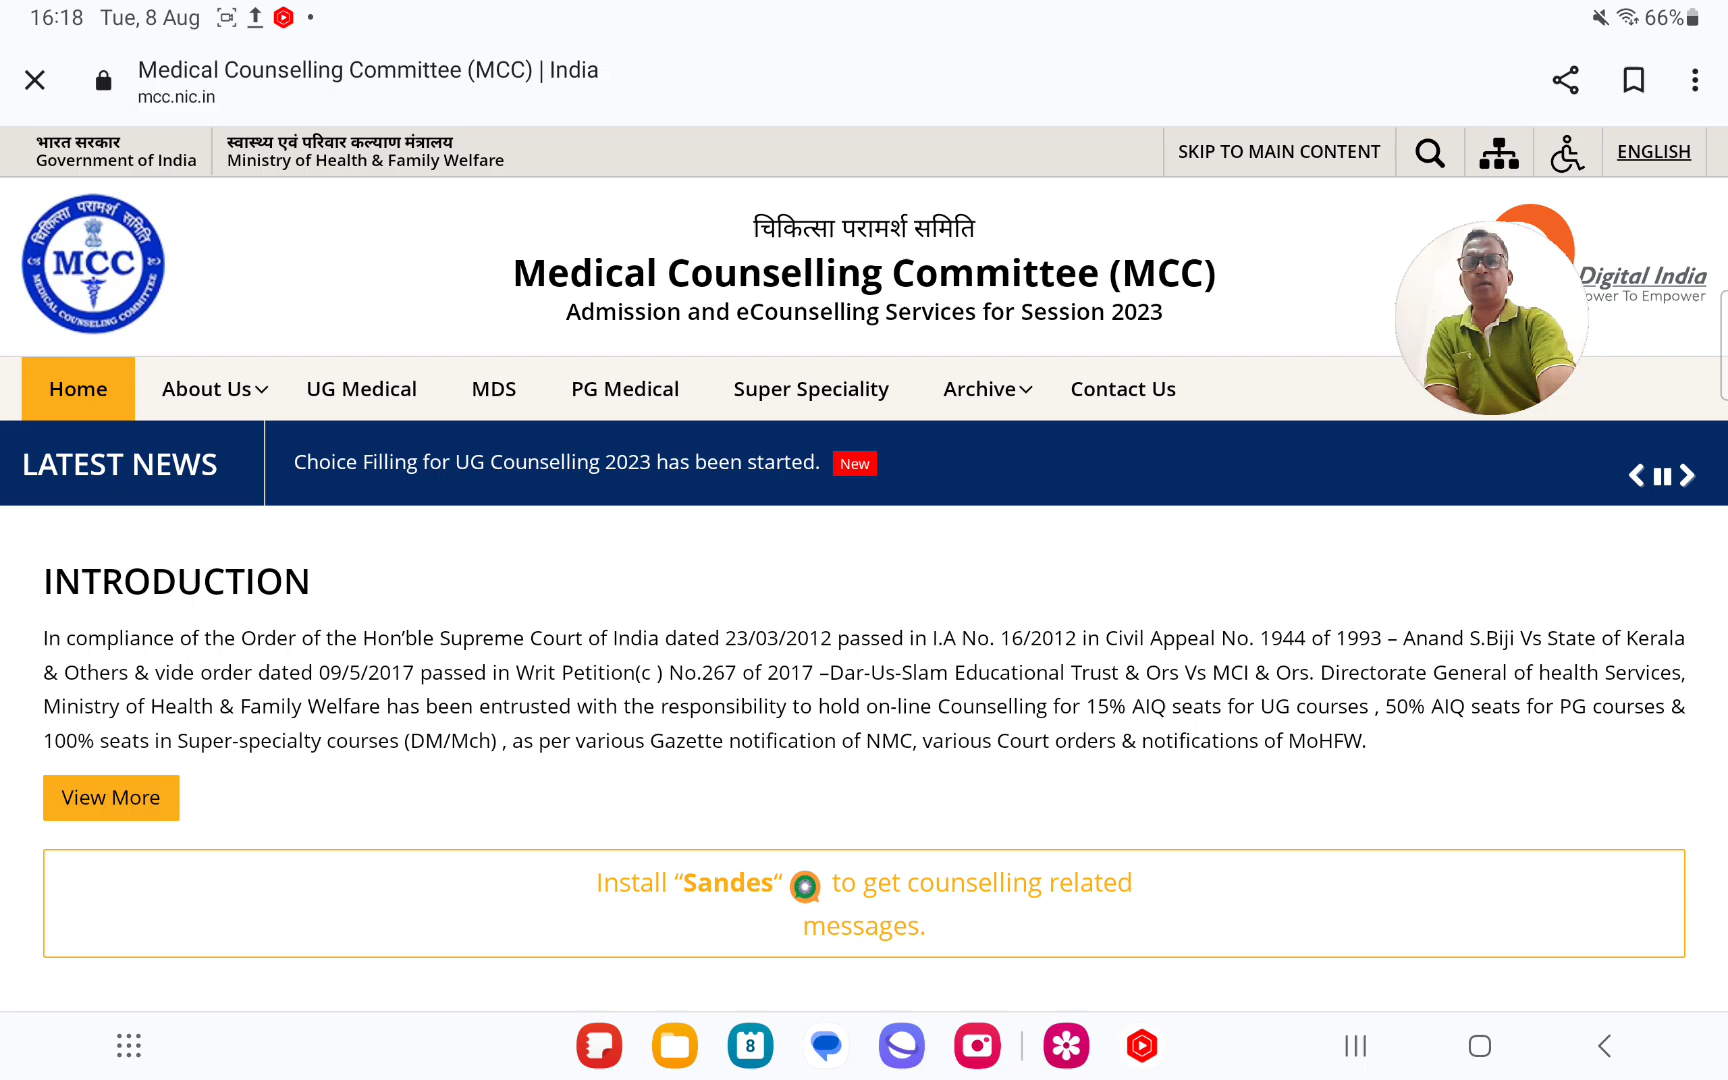 16:18 Tue, 8 Aug
66%
Medical Counselling Committee (MCC) | India
mcc.nic.in
भारत सरकार
Government of India
स्वास्थ्य एवं परिवार कल्याण मंत्रालय
Ministry of Health & Family Welfare
SKIP TO MAIN CONTENT
ENGLISH
चिकित्सा परामर्श समिति
MCC
MEDICAL COUNSELING COMMITTEE
चिकित्सा परामर्श समिति
Medical Counselling Committee (MCC)
Admission and eCounselling Services for Session 2023
Digital India
ower To Empower
Home About Us UG Medical MDS PG Medical Super Speciality Archive Contact Us
LATEST NEWS
Choice Filling for UG Counselling 2023 has been started. New
INTRODUCTION
In compliance of the Order of the Hon’ble Supreme Court of India dated 23/03/2012 passed in I.A No. 16/2012 in Civil Appeal No. 1944 of 1993 – Anand S.Biji Vs State of Kerala
& Others & vide order dated 09/5/2017 passed in Writ Petition(c ) No.267 of 2017 –Dar-Us-Slam Educational Trust & Ors Vs MCI & Ors. Directorate General of health Services,
Ministry of Health & Family Welfare has been entrusted with the responsibility to hold on-line Counselling for 15% AIQ seats for UG courses , 50% AIQ seats for PG courses &
100% seats in Super-specialty courses (DM/Mch) , as per various Gazette notification of NMC, various Court orders & notifications of MoHFW.
View More
Install “Sandes“ to get counselling related
messages.
8